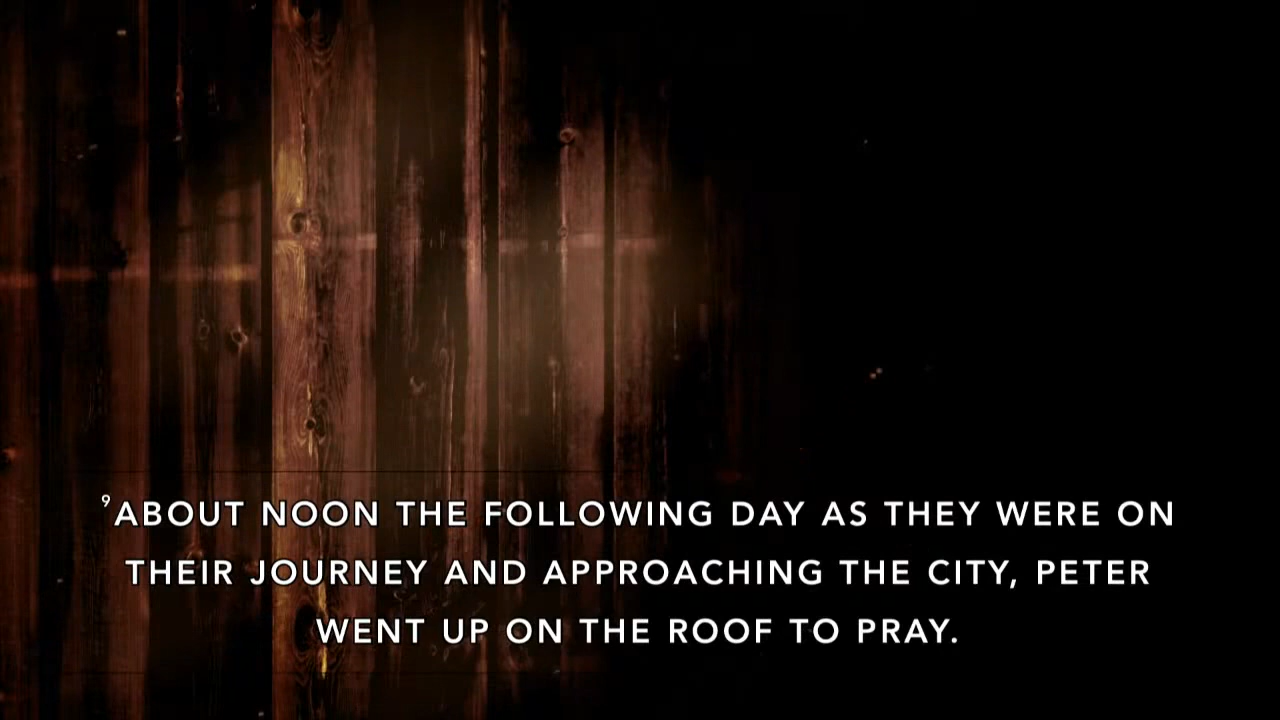 ⁹ABOUT NOON THE FOLLOWING DAY AS THEY WERE ON
THEIR JOURNEY AND APPROACHING THE CITY, PETER
WENT UP ON THE ROOF TO PRAY.